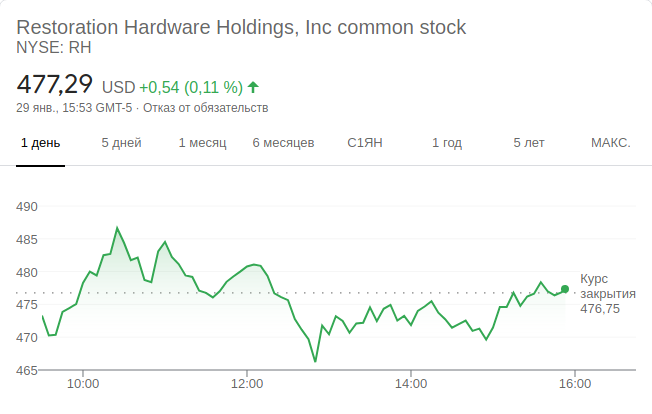 Restoration Hardware Holdings, Inc common stock
NYSE: RH
477,29 USD +0,54 (0,11 %)
29 янв., 15:53 GMT-5 · Отказ от обязательств
1 день 5 дней 1 месяц 6 месяцев С1ЯН 1 год 5 лет МАКС.
490
485
480
475
470
465
Курс
закрытия
476,75
10:00 12:00 14:00 16:00